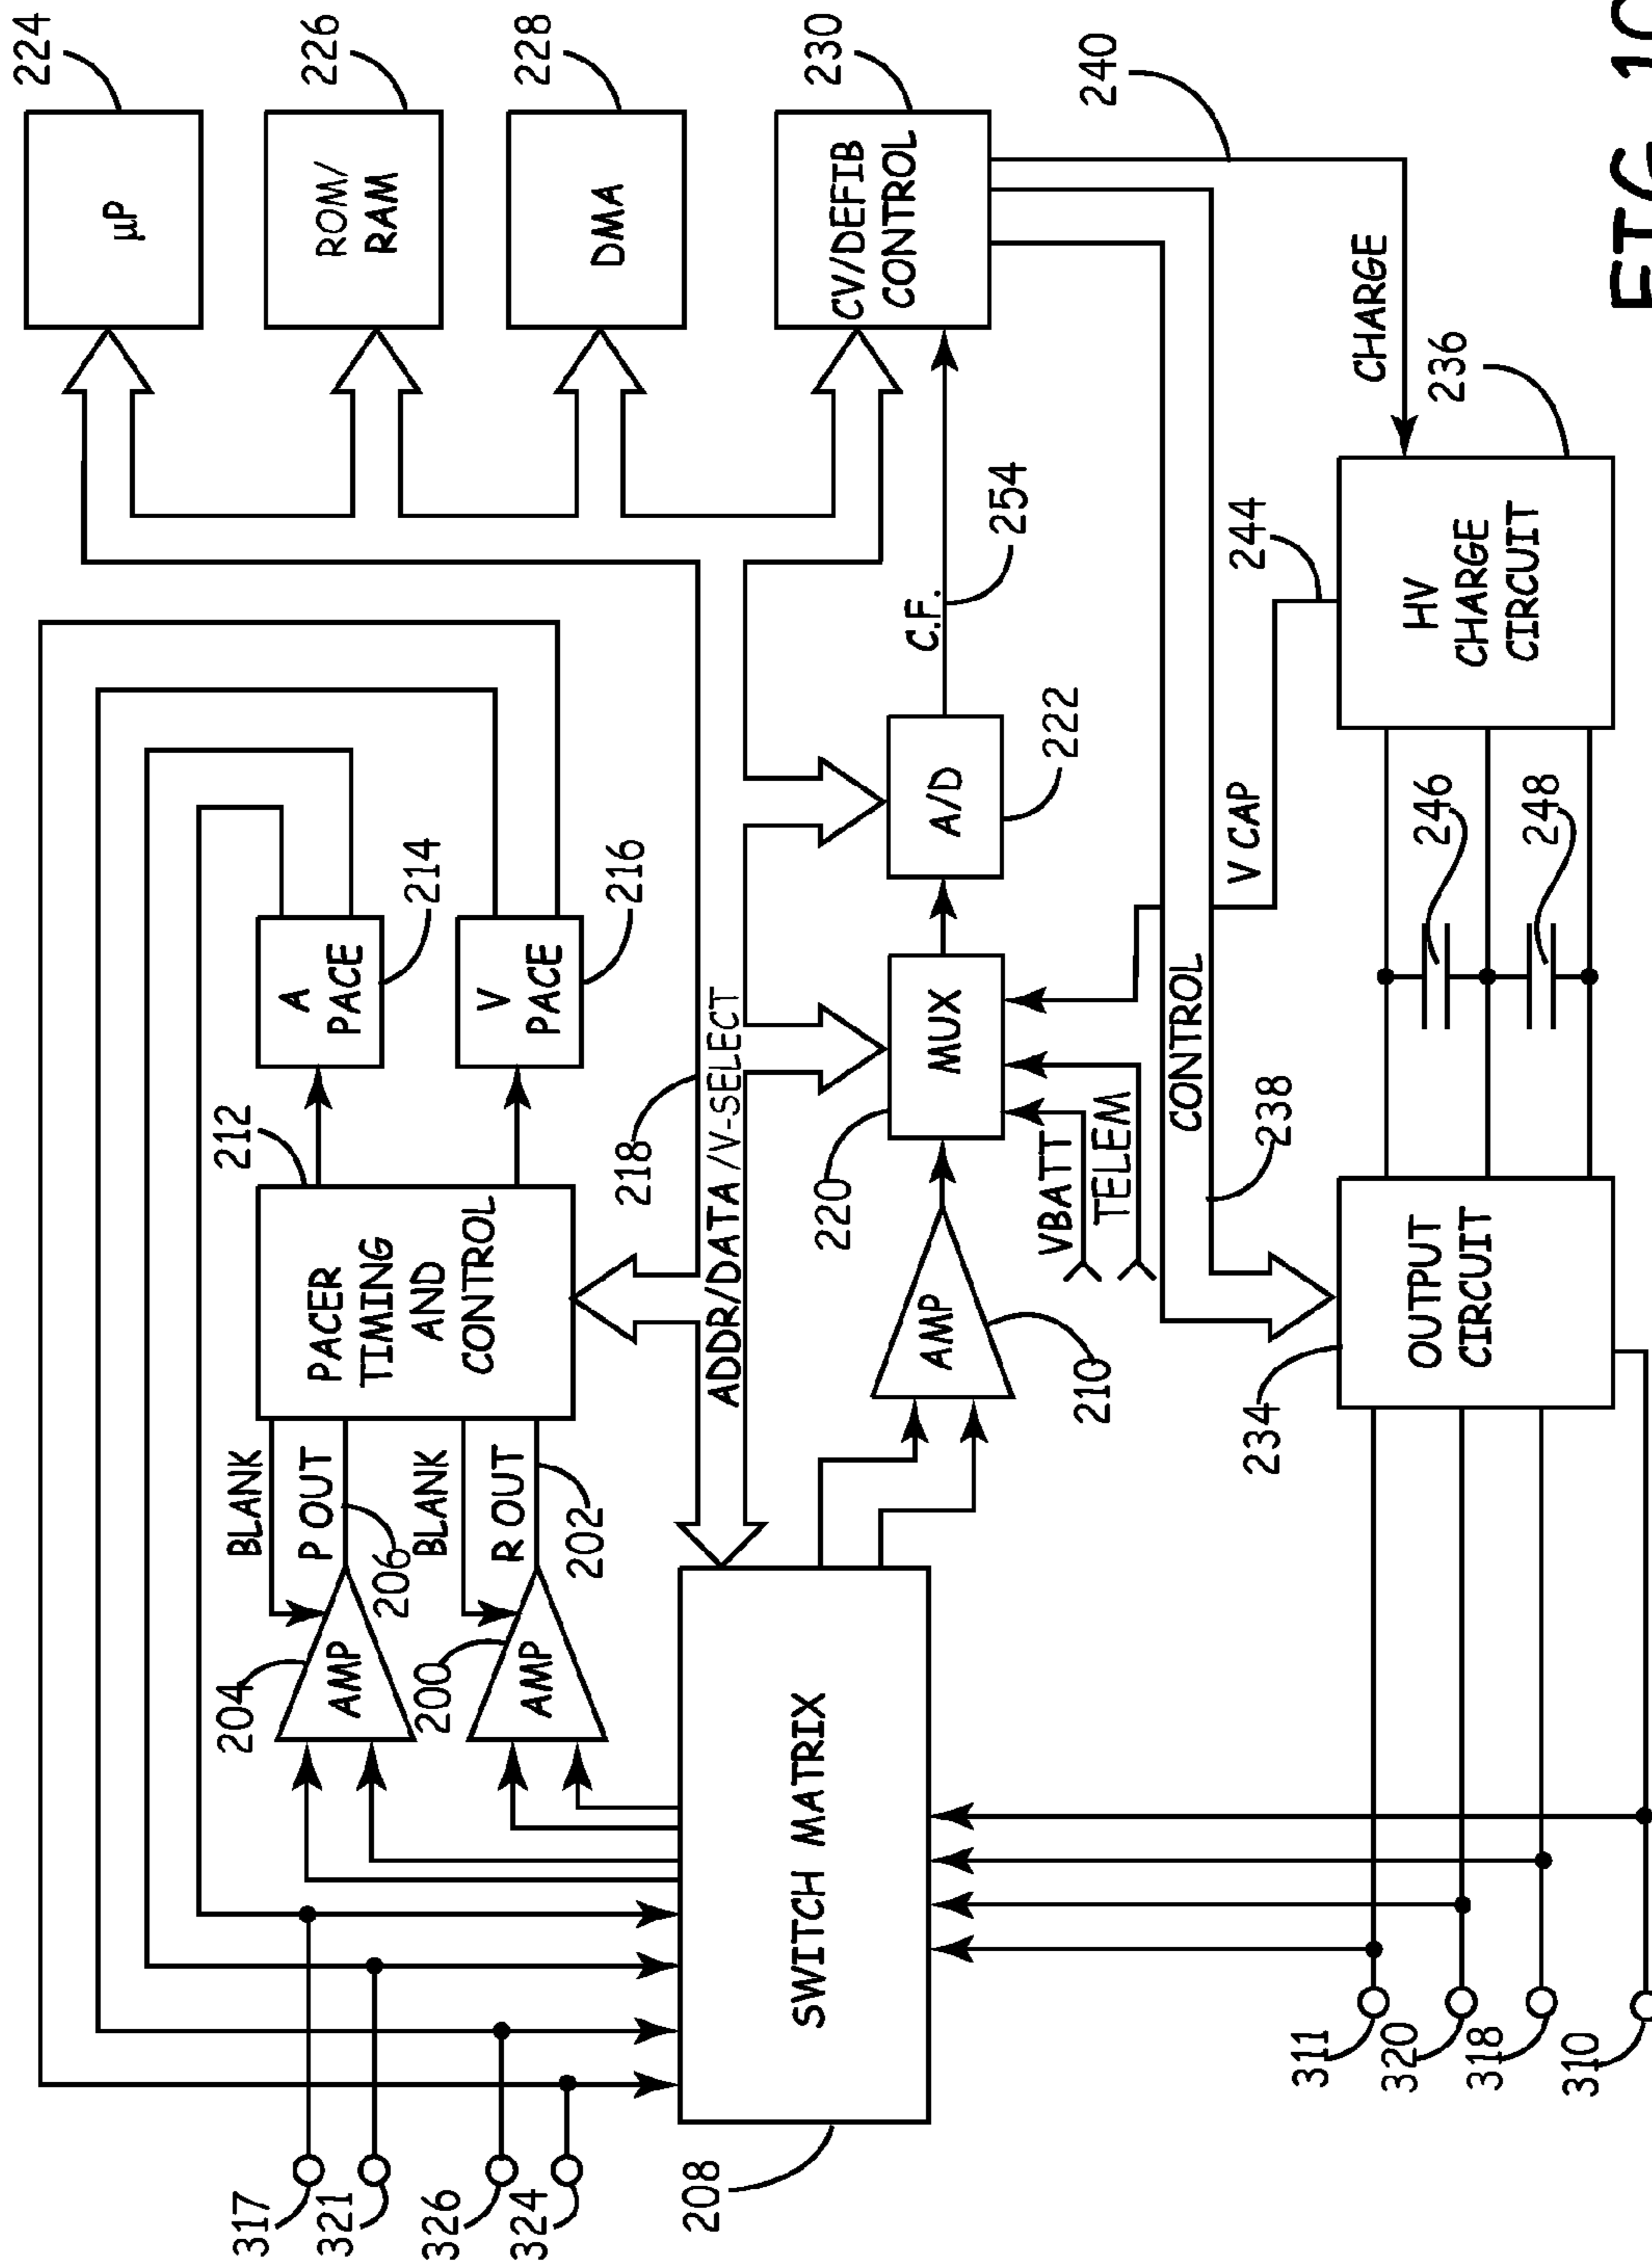 224
226
228
230
µP
ROM/
RAM
DMA
CV/DEFIB
CONTROL
317
321
326
324
204
206
200
202
AMP
AMP
BLANK
P OUT
BLANK
R OUT
212
PACER
TIMING
AND
CONTROL
A
PACE
214
V
PACE
216
218
ADDR/DATA/V-SELECT
208
SWITCH MATRIX
AMP
210
220
MUX
A/D
222
C.F.
254
VBATT
TELEM
CONTROL
238
V CAP
244
240
CHARGE
236
HV
CHARGE
CIRCUIT
246
248
234
OUTPUT
CIRCUIT
311
320
318
310
FIG